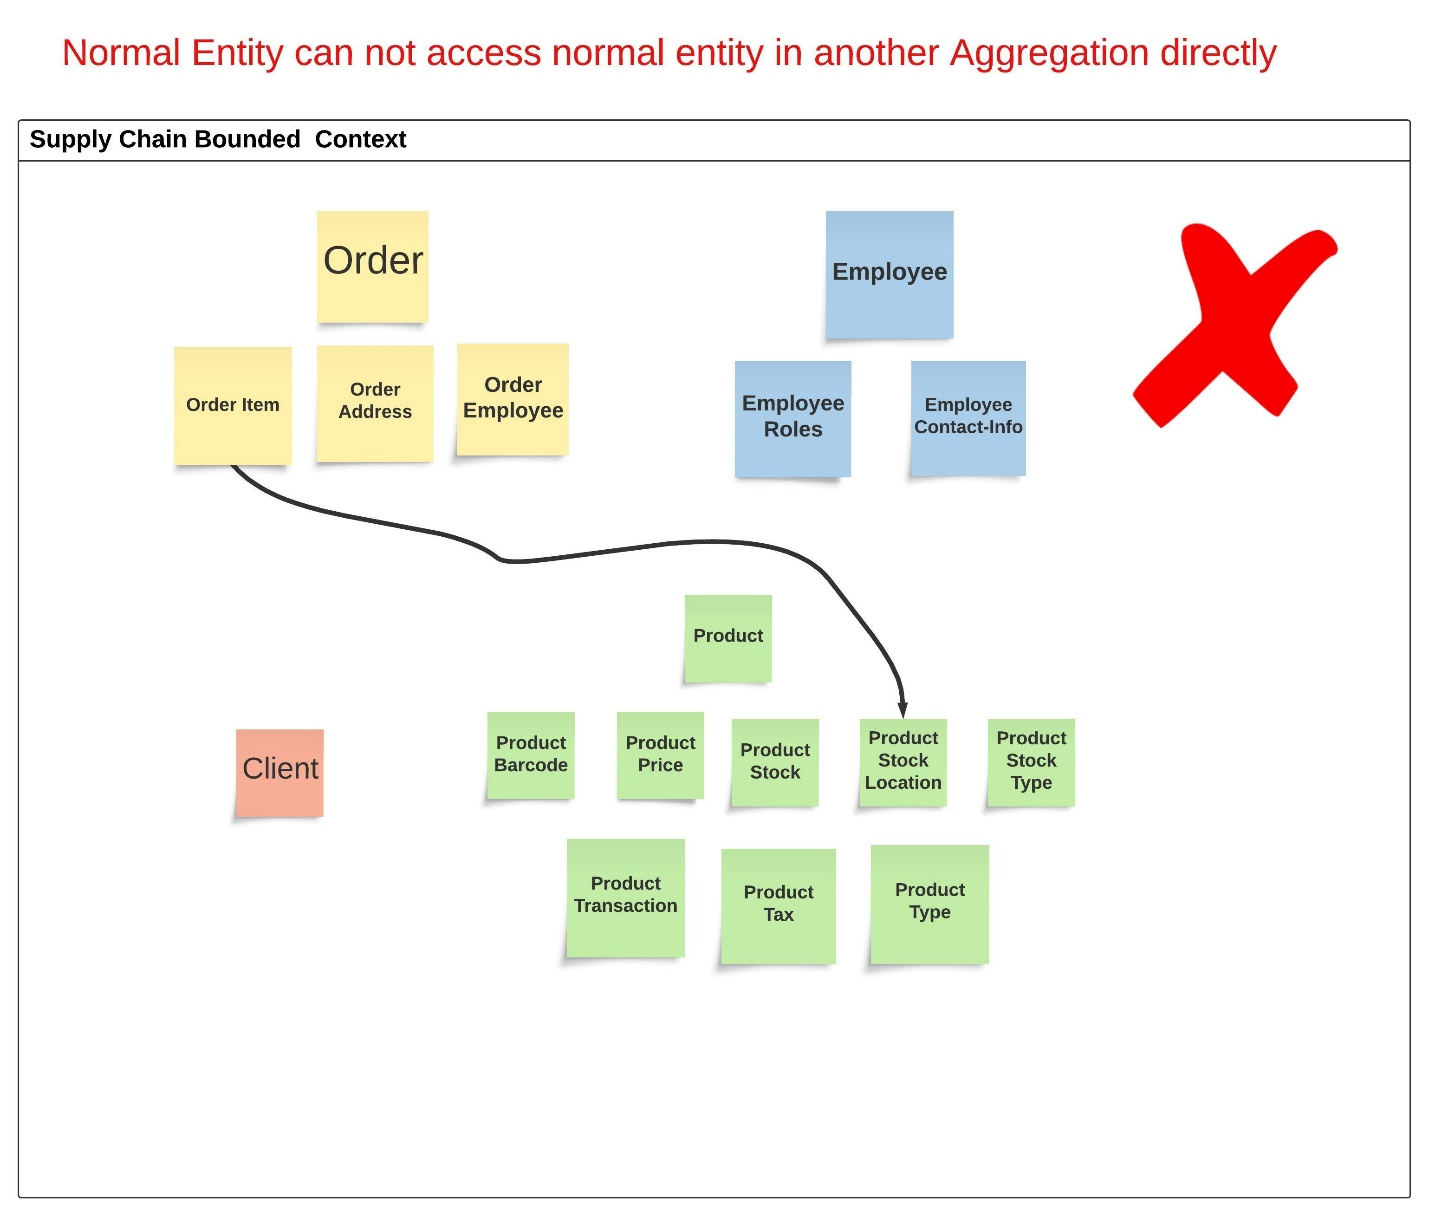 Normal Entity can not access normal entity in another Aggregation directly
Supply Chain Bounded  Context
Order
Employee
Order Item
Order
Address
Order
Employee
Employee
Roles
Employee
Contact-Info
Product
Client
Product
Barcode
Product
Price
Product
Stock
Product
Stock
Location
Product
Stock
Type
Product
Transaction
Product
Tax
Product
Type